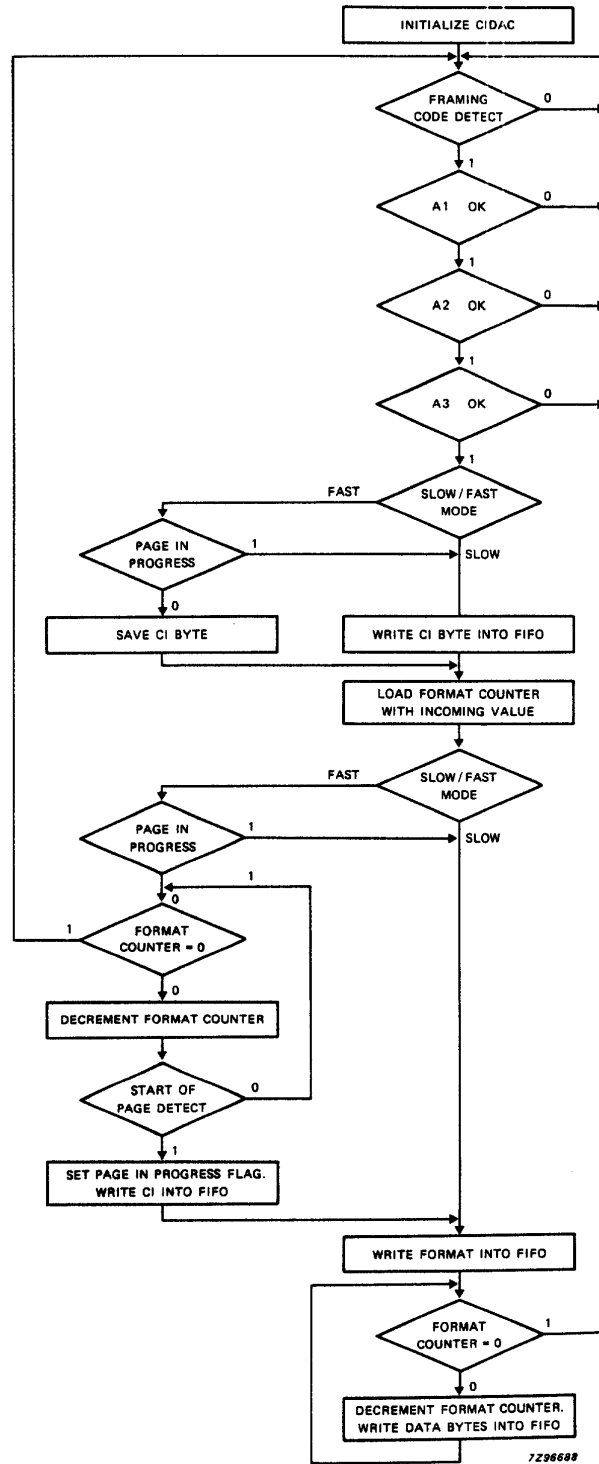 INITIALIZE CIDAC
FRAMING
CODE DETECT
0
1
A1 OK
0
1
A2 OK
0
1
A3 OK
0
1
SLOW / FAST
MODE
FAST
SLOW
PAGE IN
PROGRESS
1
0
SAVE CI BYTE
WRITE CI BYTE INTO FIFO
LOAD FORMAT COUNTER
WITH INCOMING VALUE
SLOW / FAST
MODE
FAST
SLOW
PAGE IN
PROGRESS
1
0
1
FORMAT
COUNTER = 0
1
0
DECREMENT FORMAT COUNTER
START OF
PAGE DETECT
0
1
SET PAGE IN PROGRESS FLAG.
WRITE CI INTO FIFO
WRITE FORMAT INTO FIFO
FORMAT
COUNTER = 0
1
0
DECREMENT FORMAT COUNTER.
WRITE DATA BYTES INTO FIFO
7Z96688